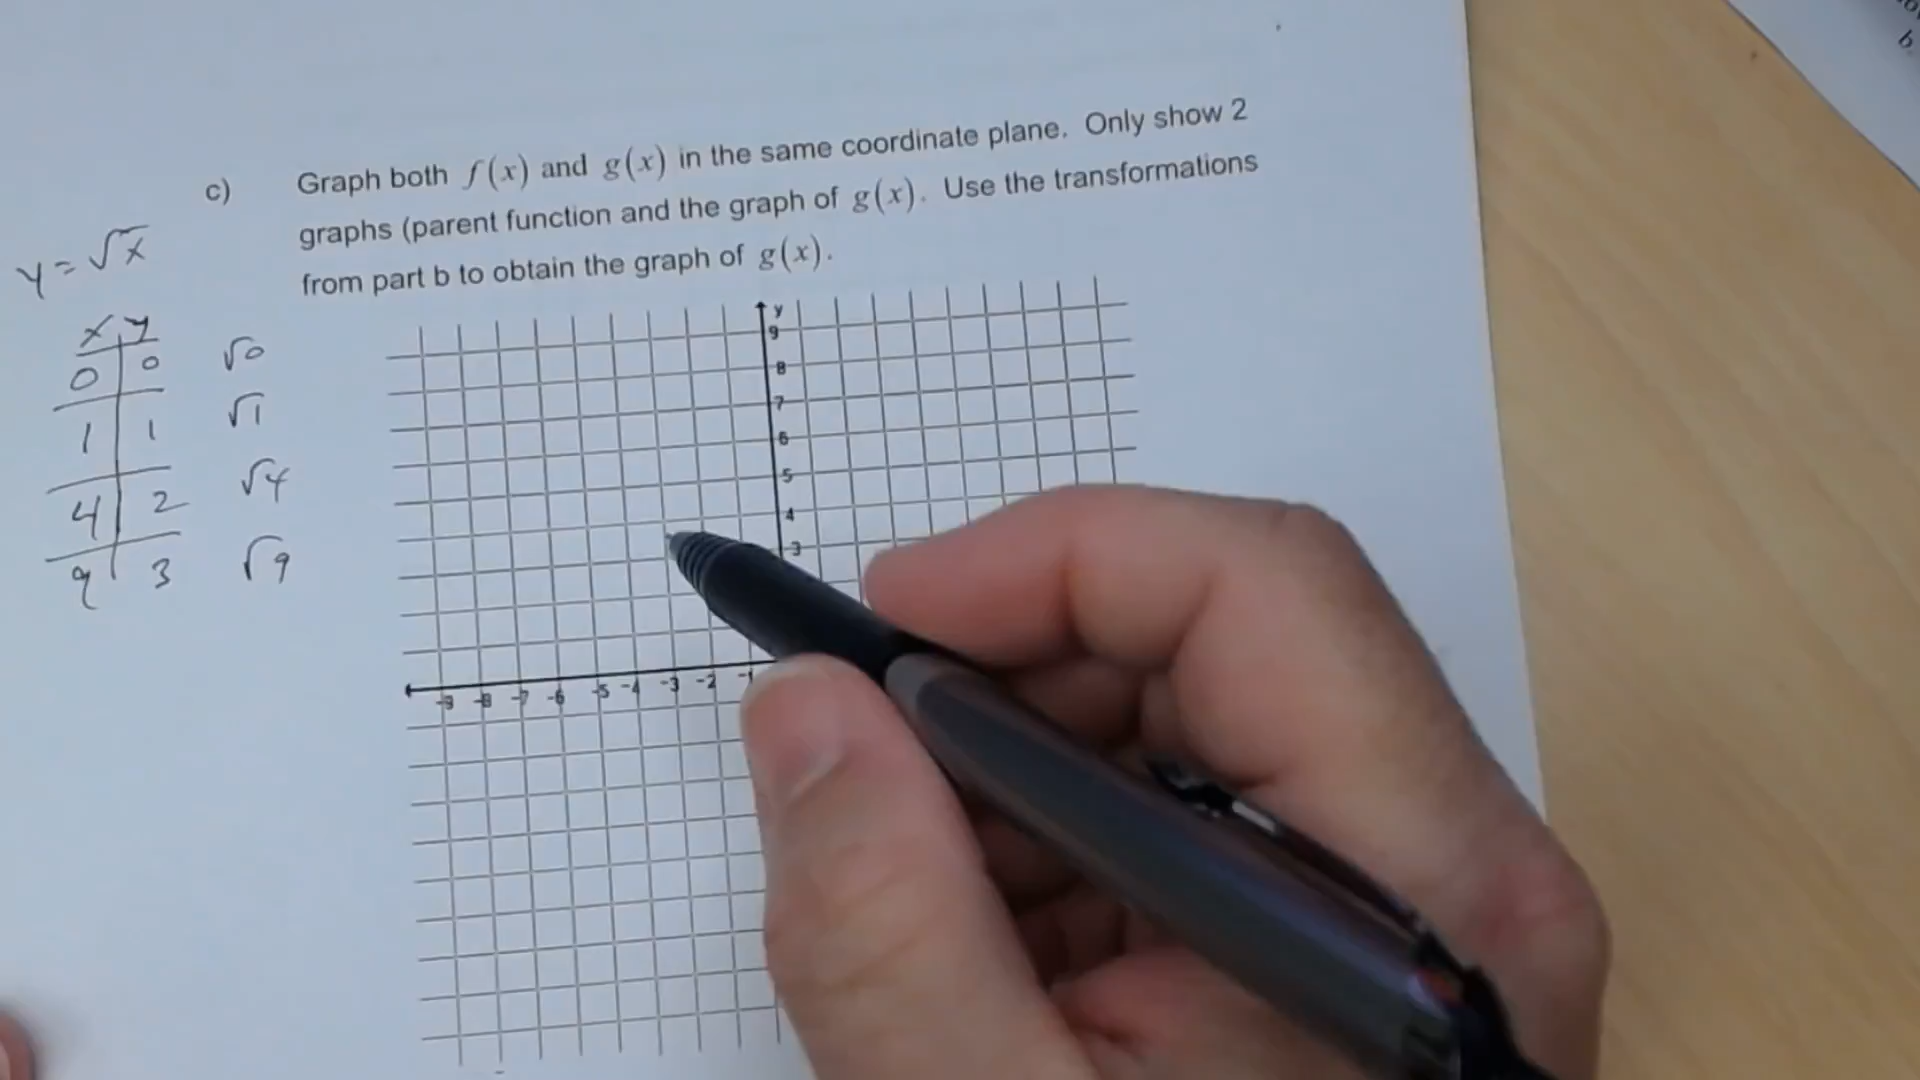 c) Graph both f(x) and g(x) in the same coordinate plane. Only show 2
graphs (parent function and the graph of g(x). Use the transformations
from part b to obtain the graph of g(x).
y = √x
x y
0 0 √0
1 1 √1
4 2 √4
9 3 √9
y
9
8
7
6
5
4
3
-9 -8 -7 -6 -5 -4 -3 -2 -1
b